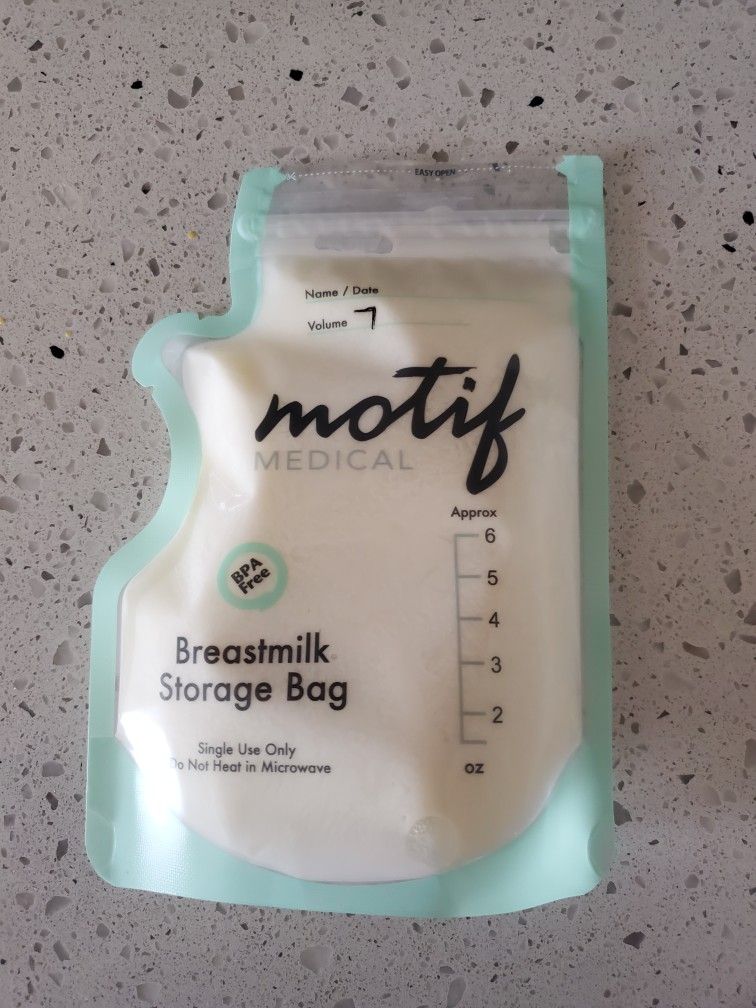 EASY OPEN
Name / Date
Volume 7
motif
MEDICAL
Approx
6
5
4
3
2
oz
BPA
Free
Breastmilk
Storage Bag
Single Use Only
Do Not Heat in Microwave